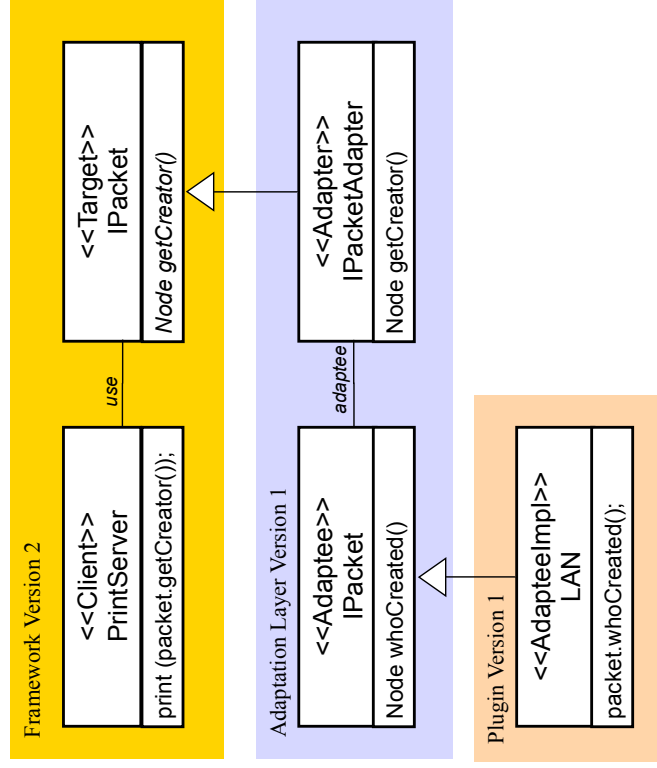 Framework Version 2
<<Client>>
PrintServer
print (packet.getCreator());
use
<<Target>>
IPacket
Node getCreator()
Adaptation Layer Version 1
<<Adaptee>>
IPacket
Node whoCreated()
adaptee
<<Adapter>>
IPacketAdapter
Node getCreator()
Plugin Version 1
<<AdapteeImpl>>
LAN
packet.whoCreated();